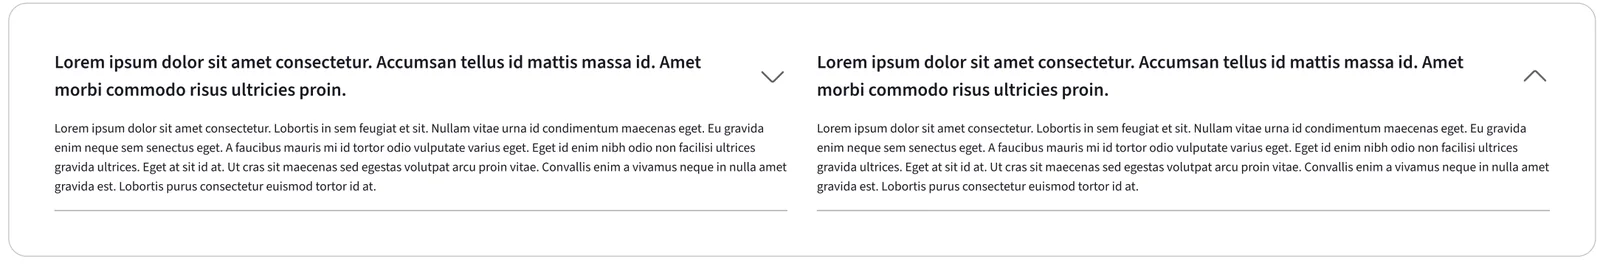 Lorem ipsum dolor sit amet consectetur. Accumsan tellus id mattis massa id. Amet
morbi commodo risus ultricies proin.
Lorem ipsum dolor sit amet consectetur. Lobortis in sem feugiat et sit. Nullam vitae urna id condimentum maecenas eget. Eu gravida
enim neque sem senectus eget. A faucibus mauris mi id tortor odio vulputate varius eget. Eget id enim nibh odio non facilisi ultrices
gravida ultrices. Eget at sit id at. Ut cras sit maecenas sed egestas volutpat arcu proin vitae. Convallis enim a vivamus neque in nulla amet
gravida est. Lobortis purus consectetur euismod tortor id at.
Lorem ipsum dolor sit amet consectetur. Accumsan tellus id mattis massa id. Amet
morbi commodo risus ultricies proin.
Lorem ipsum dolor sit amet consectetur. Lobortis in sem feugiat et sit. Nullam vitae urna id condimentum maecenas eget. Eu gravida
enim neque sem senectus eget. A faucibus mauris mi id tortor odio vulputate varius eget. Eget id enim nibh odio non facilisi ultrices
gravida ultrices. Eget at sit id at. Ut cras sit maecenas sed egestas volutpat arcu proin vitae. Convallis enim a vivamus neque in nulla amet
gravida est. Lobortis purus consectetur euismod tortor id at.